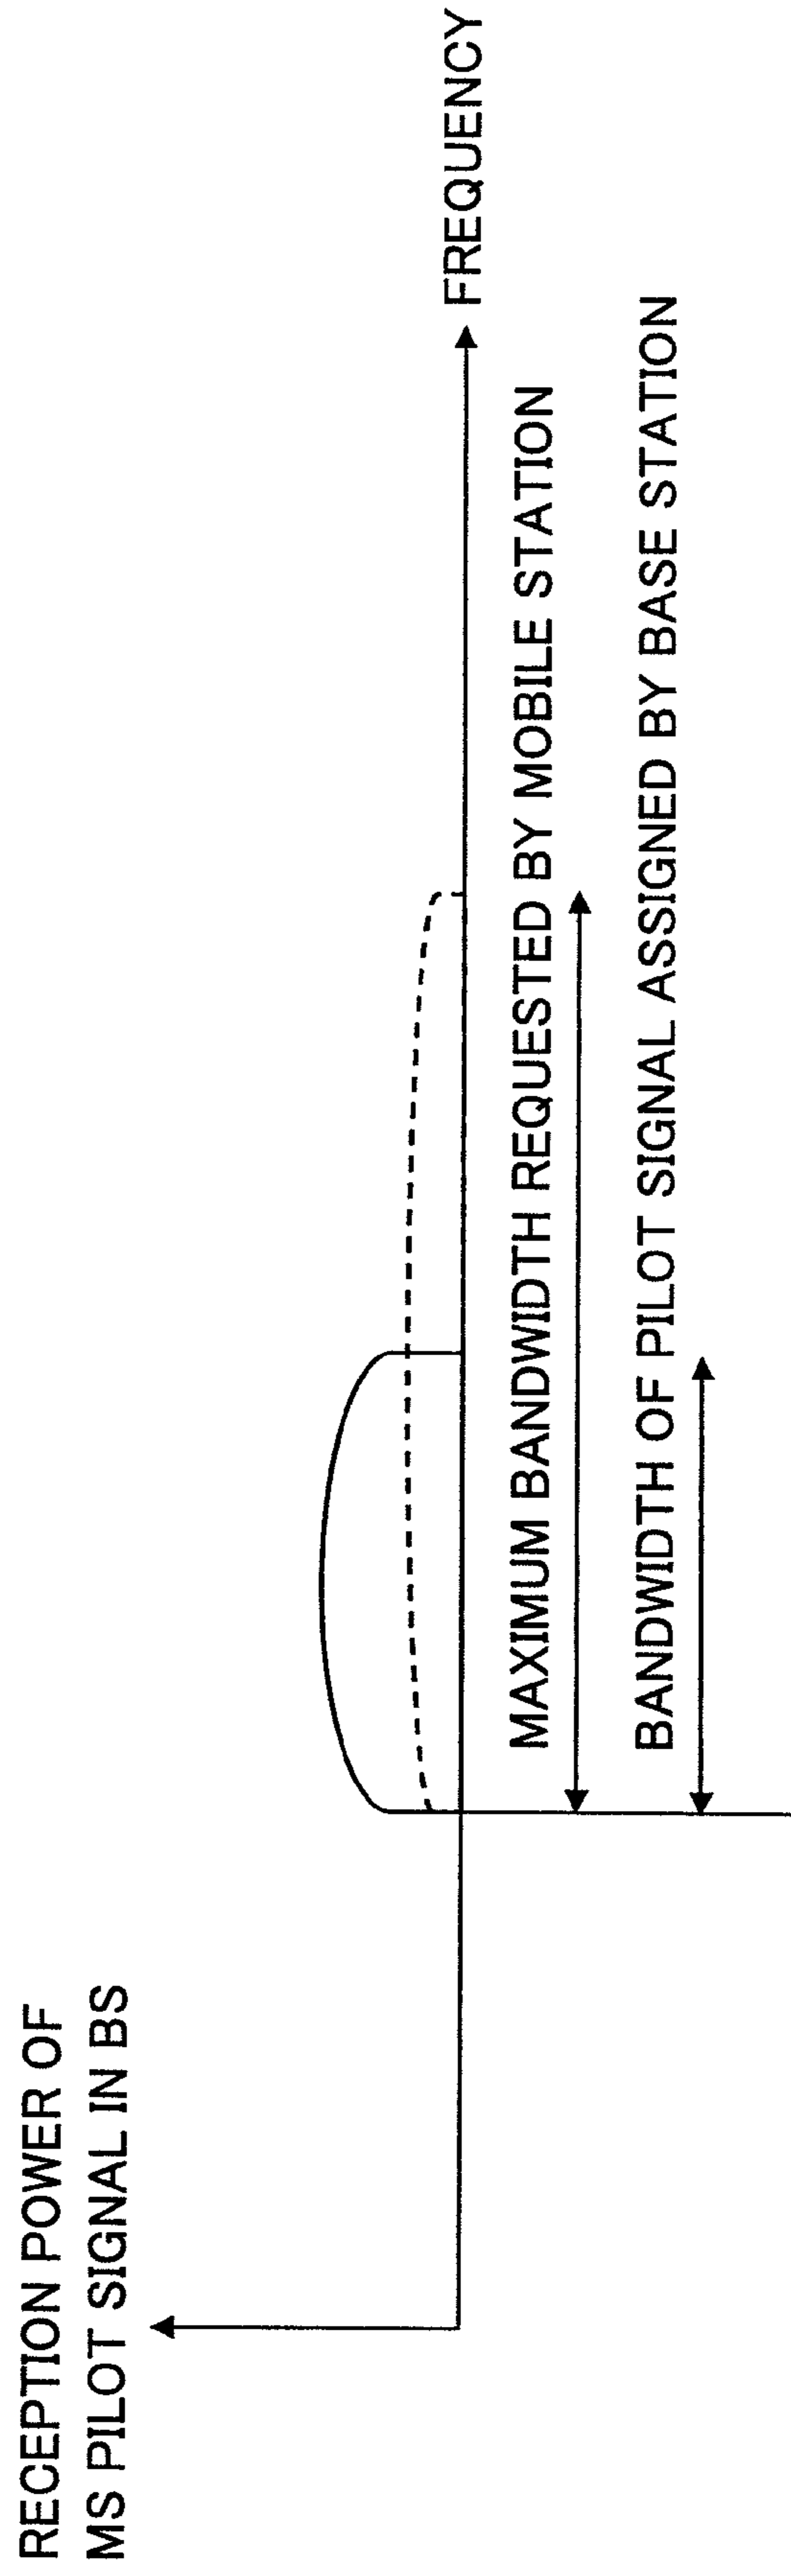 RECEPTION POWER OF
MS PILOT SIGNAL IN BS
FREQUENCY
MAXIMUM BANDWIDTH REQUESTED BY MOBILE STATION
BANDWIDTH OF PILOT SIGNAL ASSIGNED BY BASE STATION